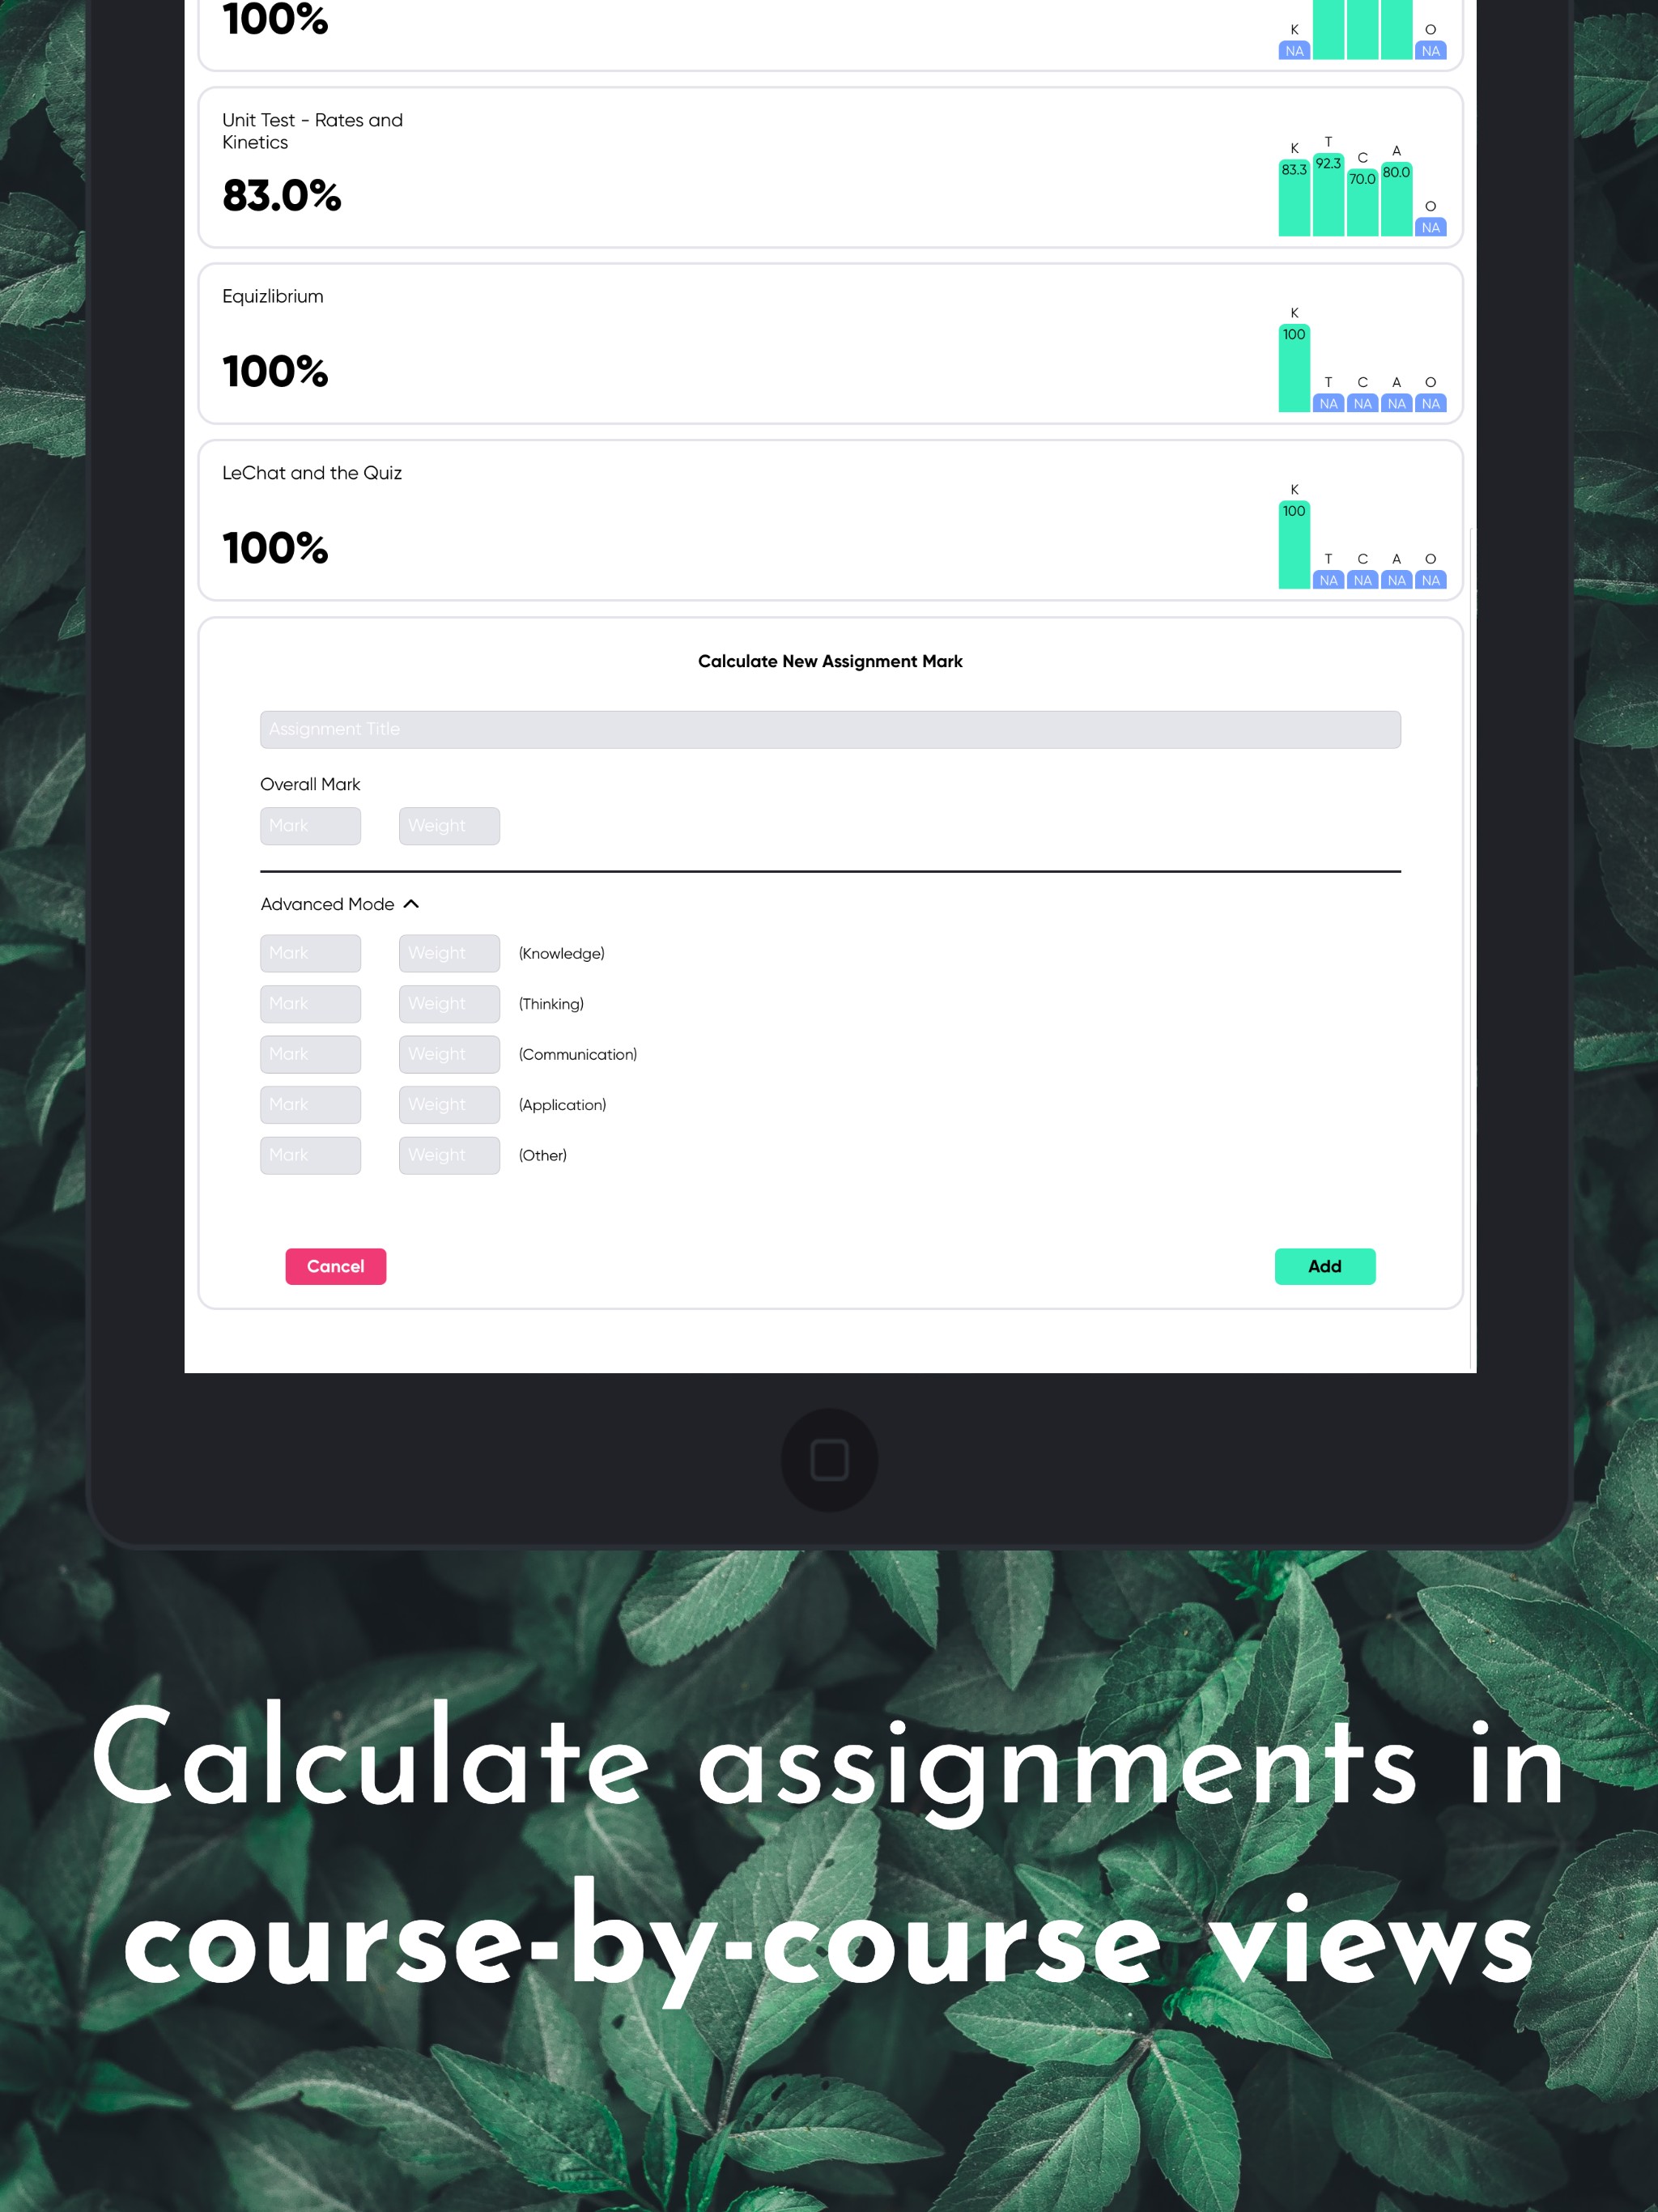 100%
K
O
NA
NA
Unit Test - Rates and
Kinetics
83.0%
K
T
C
A
O
83.3
92.3
70.0
80.0
NA
Equizlibrium
100%
K
100
T C A O
NA NA NA NA
LeChat and the Quiz
100%
K
100
T C A O
NA NA NA NA
Calculate New Assignment Mark
Assignment Title
Overall Mark
Mark Weight
Advanced Mode
Mark Weight (Knowledge)
Mark Weight (Thinking)
Mark Weight (Communication)
Mark Weight (Application)
Mark Weight (Other)
Cancel Add
Calculate assignments in
course-by-course views